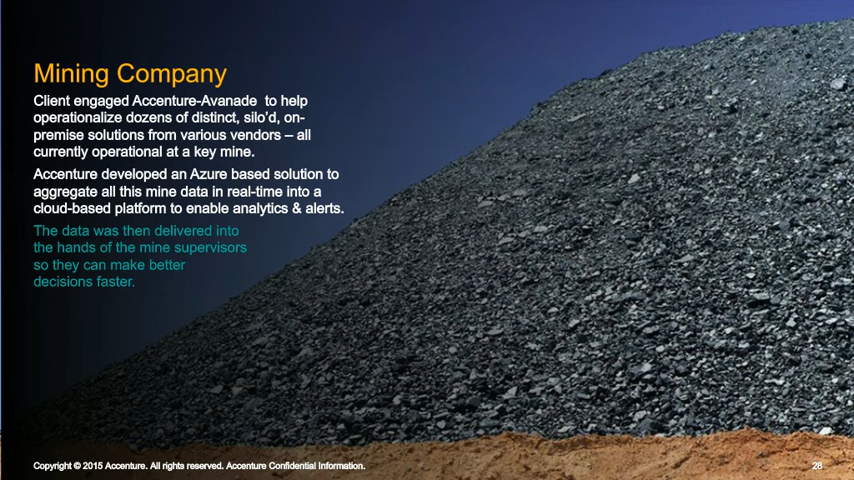 Mining Company
Client engaged Accenture-Avanade to help
operationalize dozens of distinct, silo'd, on-
premise solutions from various vendors – all
currently operational at a key mine.
Accenture developed an Azure based solution to
aggregate all this mine data in real-time into a
cloud-based platform to enable analytics & alerts.
The data was then delivered into
the hands of the mine supervisors
so they can make better
decisions faster.
Copyright © 2015 Accenture. All rights reserved. Accenture Confidential Information.
28